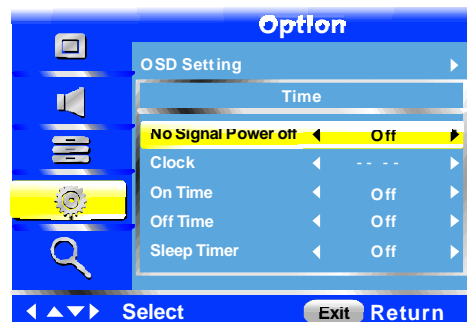 Option
OSD Setting
Time
No Signal Power off Off
Clock -- --
On Time Off
Off Time Off
Sleep Timer Off
Select Exit Return